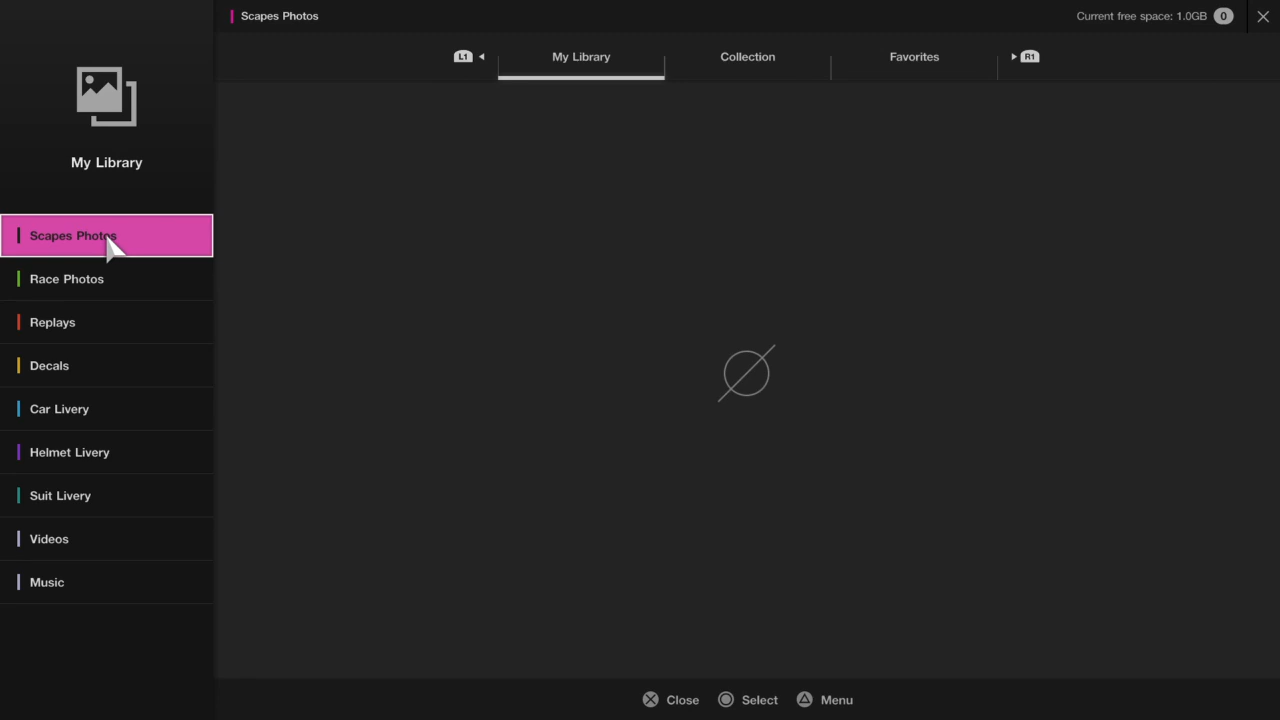 Scapes Photos
Current free space: 1.0GB 0
L1 My Library Collection Favorites R1
My Library
Scapes Photos
Race Photos
Replays
Decals
Car Livery
Helmet Livery
Suit Livery
Videos
Music
Close Select Menu